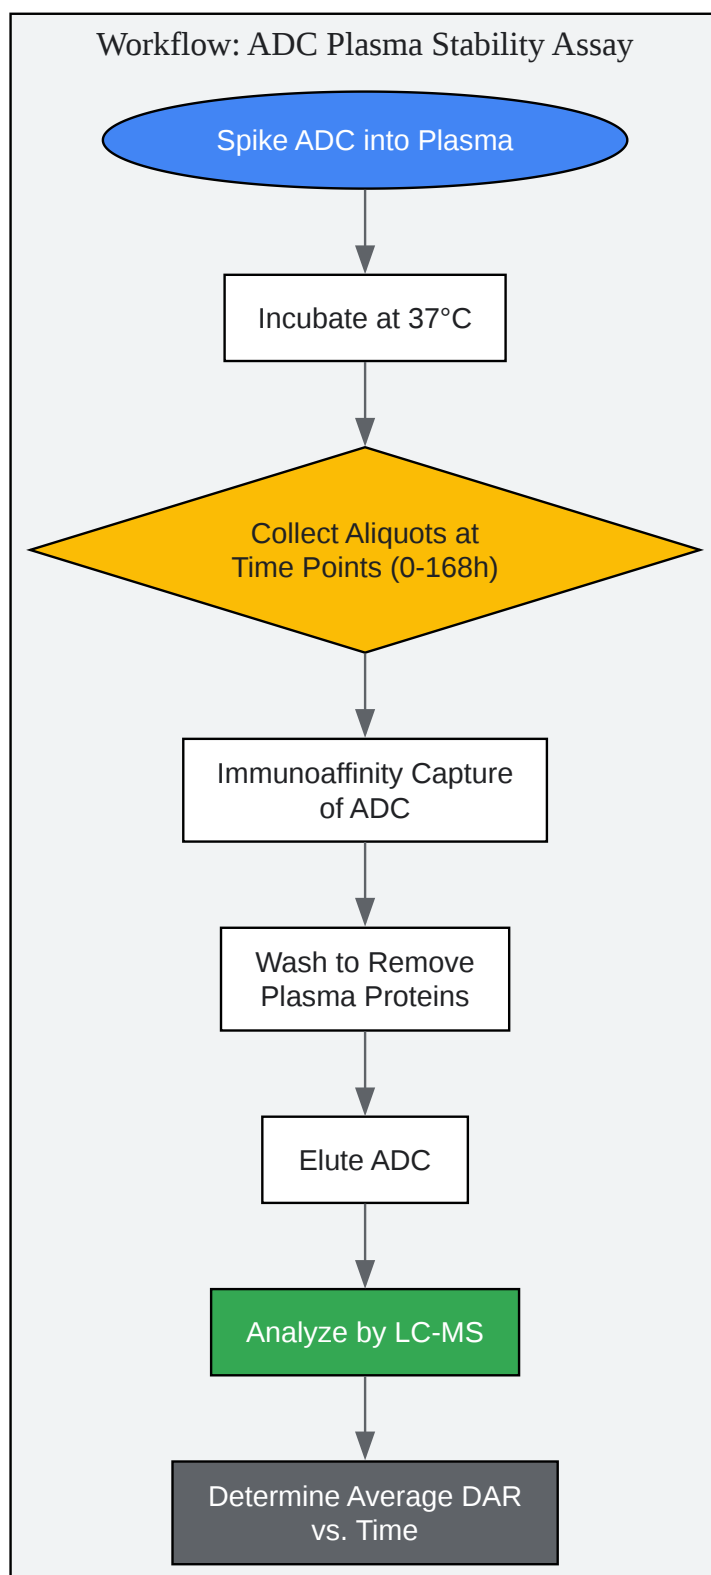 Workflow: ADC Plasma Stability Assay
Spike ADC into Plasma
Incubate at 37°C
Collect Aliquots at
Time Points (0-168h)
Immunoaffinity Capture
of ADC
Wash to Remove
Plasma Proteins
Elute ADC
Analyze by LC-MS
Determine Average DAR
vs. Time